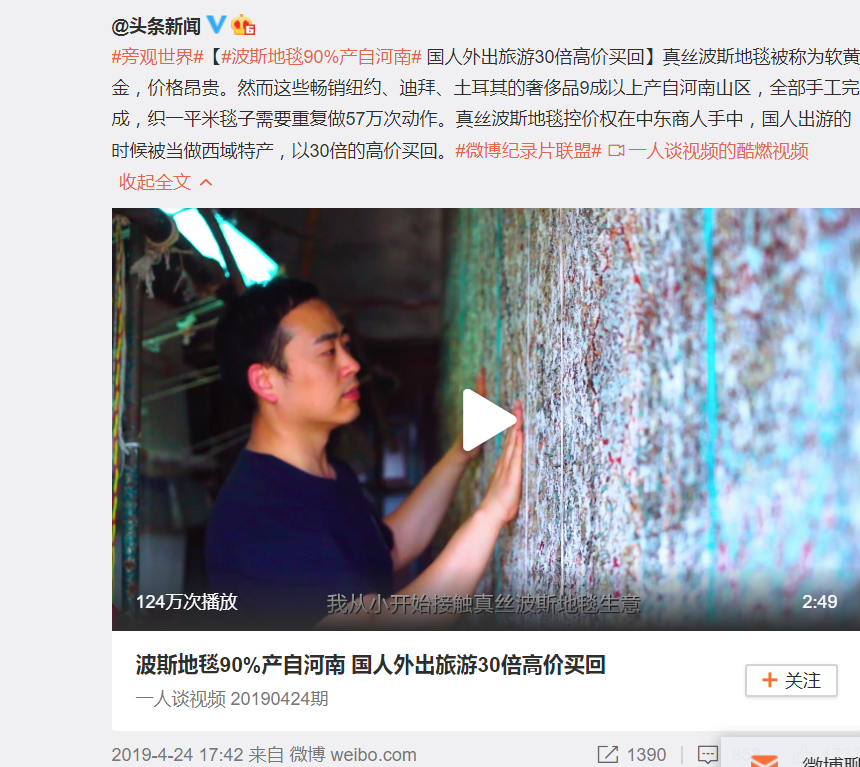 @头条新闻
#旁观世界#【#波斯地毯90%产自河南# 国人外出旅游30倍高价买回】真丝波斯地毯被称为软黄
金，价格昂贵。然而这些畅销纽约、迪拜、土耳其的奢侈品9成以上产自河南山区，全部手工完
成，织一平米毯子需要重复做57万次动作。真丝波斯地毯控价权在中东商人手中，国人出游的
时候被当做西域特产，以30倍的高价买回。#微博纪录片联盟# 一人谈视频的酷燃视频
收起全文
124万次播放
我从小开始接触真丝波斯地毯生意
2:49
波斯地毯90%产自河南 国人外出旅游30倍高价买回
一人谈视频 20190424期
+ 关注
2019-4-24 17:42 来自 微博 weibo.com
1390
微博聊